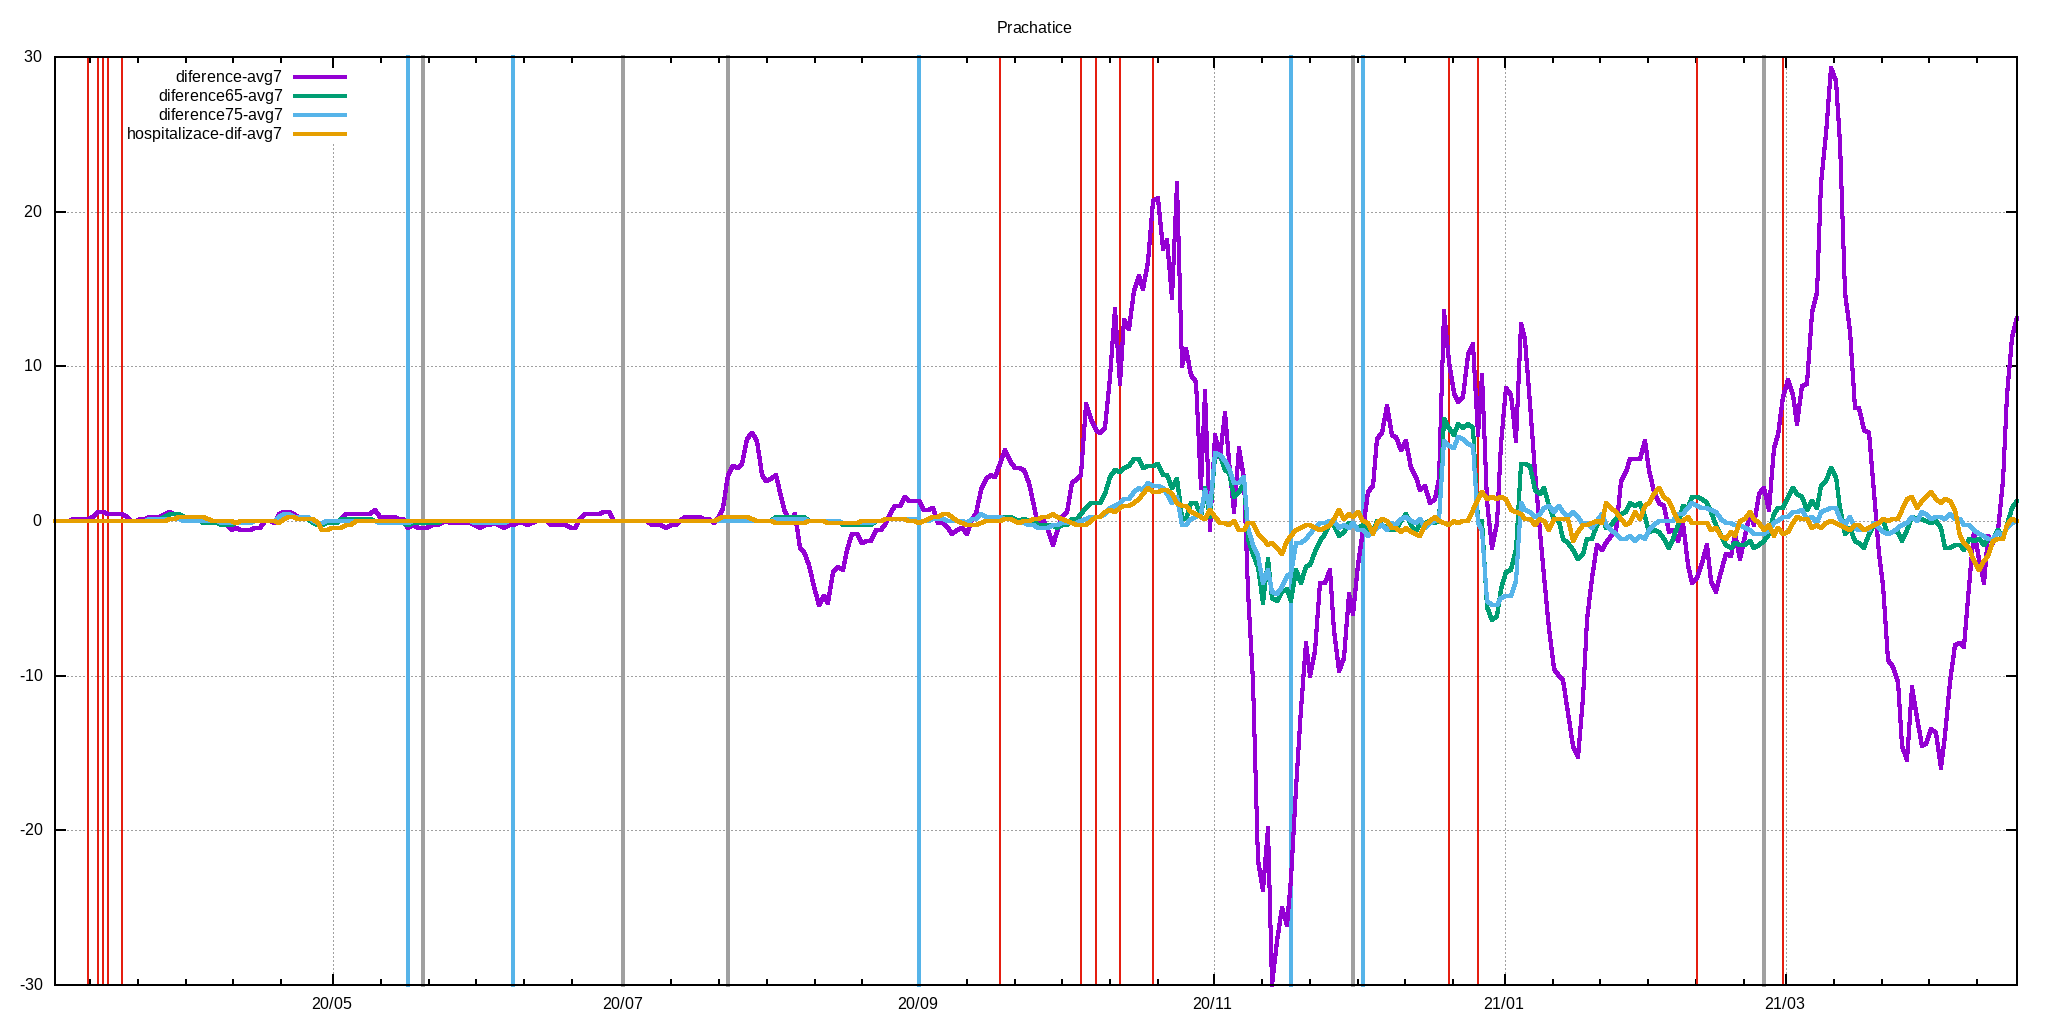 Prachatice
30
20
10
0
-10
-20
-30
diference-avg7
diference65-avg7
diference75-avg7
hospitalizace-dif-avg7
20/05 20/07 20/09 20/11 21/01 21/03